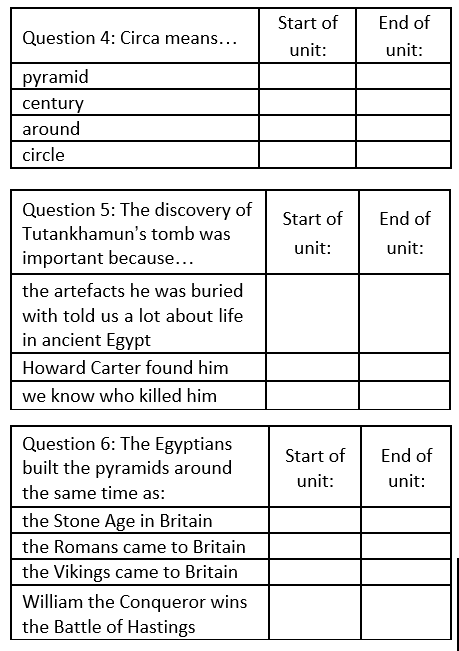 Question 4: Circa means…
Start of
unit:
End of
unit:
pyramid
century
around
circle
Question 5: The discovery of
Tutankhamun’s tomb was
important because…
Start of
unit:
End of
unit:
the artefacts he was buried
with told us a lot about life
in ancient Egypt
Howard Carter found him
we know who killed him
Question 6: The Egyptians
built the pyramids around
the same time as:
Start of
unit:
End of
unit:
the Stone Age in Britain
the Romans came to Britain
the Vikings came to Britain
William the Conqueror wins
the Battle of Hastings